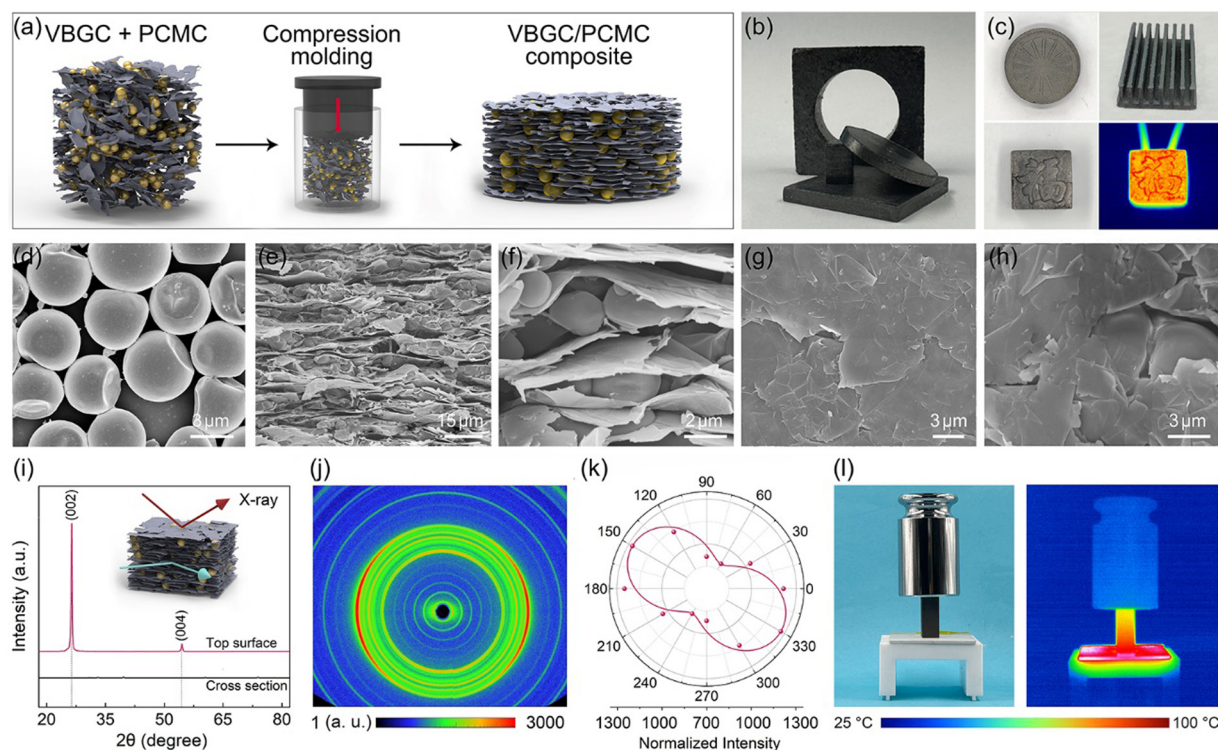 (a)
VBGC + PCMC
Compression
molding
VBGC/PCMC
composite
(b)
(c)
福
福
(d)
3 μm
(e)
15 μm
(f)
2 μm
(g)
3 μm
(h)
3 μm
(i)
Intensity (a.u.)
(002)
X-ray
(004)
Top surface
Cross section
20 35 50 65 80
2θ (degree)
(j)
1 (a. u.) 3000
(k)
90
120 60
150 30
180 0
210 330
240 300
270
1300 1000 700 1000 1300
Normalized Intensity
(l)
25 °C 100 °C